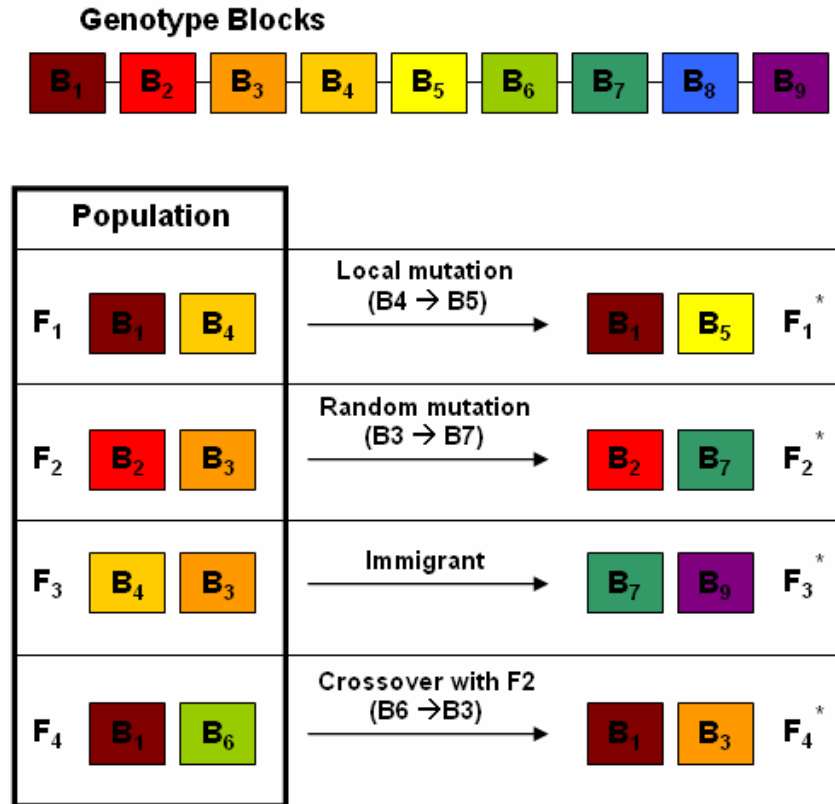 Genotype Blocks
B1 B2 B3 B4 B5 B6 B7 B8 B9
Population
Local mutation
(B4 → B5)
F1 B1 B4 B1 B5 F1*
Random mutation
(B3 → B7)
F2 B2 B3 B2 B7 F2*
Immigrant
F3 B4 B3 B7 B9 F3*
Crossover with F2
(B6 →B3)
F4 B1 B6 B1 B3 F4*